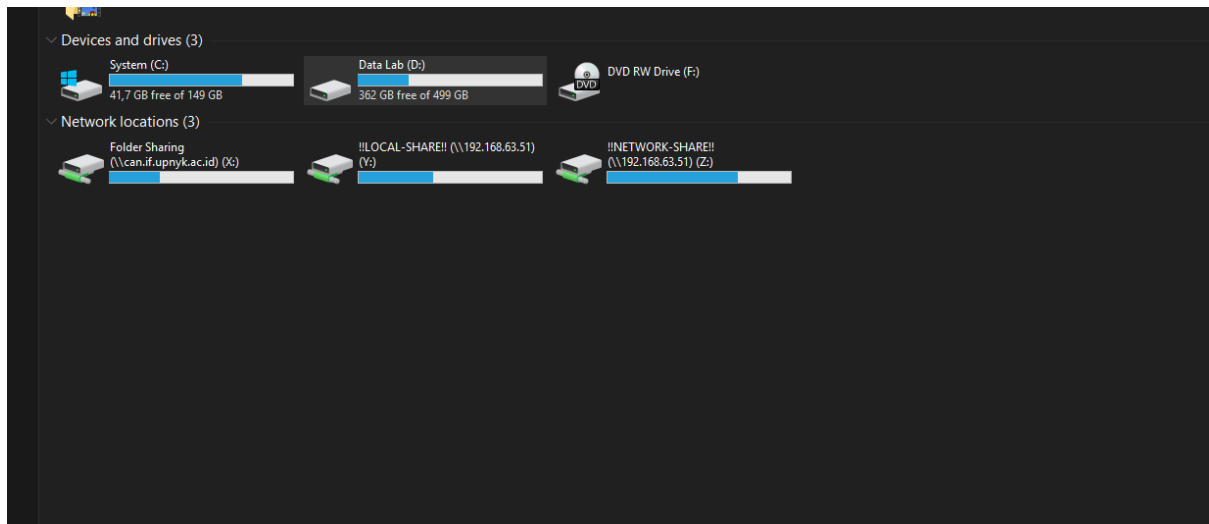 Devices and drives (3)
System (C:)
41,7 GB free of 149 GB
Data Lab (D:)
362 GB free of 499 GB
DVD
DVD RW Drive (F:)
Network locations (3)
Folder Sharing
(\\can.if.upnyk.ac.id) (X:)
!!LOCAL-SHARE!! (\\192.168.63.51)
(Y:)
!!NETWORK-SHARE!!
(\\192.168.63.51) (Z:)